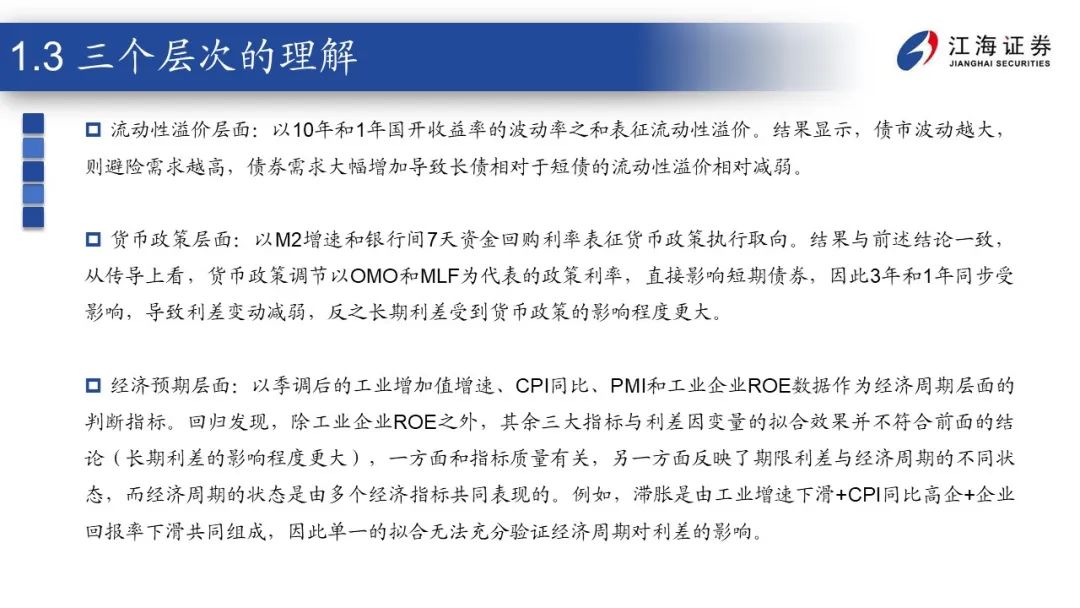 1.3 三个层次的理解
江海证券
JIANGHAI SECURITIES
流动性溢价层面：以10年和1年国开收益率的波动率之和表征流动性溢价。结果显示，债市波动越大，
则避险需求越高，债券需求大幅增加导致长债相对于短债的流动性溢价相对减弱。
货币政策层面：以M2增速和银行间7天资金回购利率表征货币政策执行取向。结果与前述结论一致，
从传导上看，货币政策调节以OMO和MLF为代表的政策利率，直接影响短期债券，因此3年和1年同步受
影响，导致利差变动减弱，反之长期利差受到货币政策的影响程度更大。
经济预期层面：以季调后的工业增加值增速、CPI同比、PMI和工业企业ROE数据作为经济周期层面的
判断指标。回归发现，除工业企业ROE之外，其余三大指标与利差因变量的拟合效果并不符合前面的结
论（长期利差的影响程度更大），一方面和指标质量有关，另一方面反映了期限利差与经济周期的不同状
态，而经济周期的状态是由多个经济指标共同表现的。例如，滞胀是由工业增速下滑+CPI同比高企+企业
回报率下滑共同组成，因此单一的拟合无法充分验证经济周期对利差的影响。